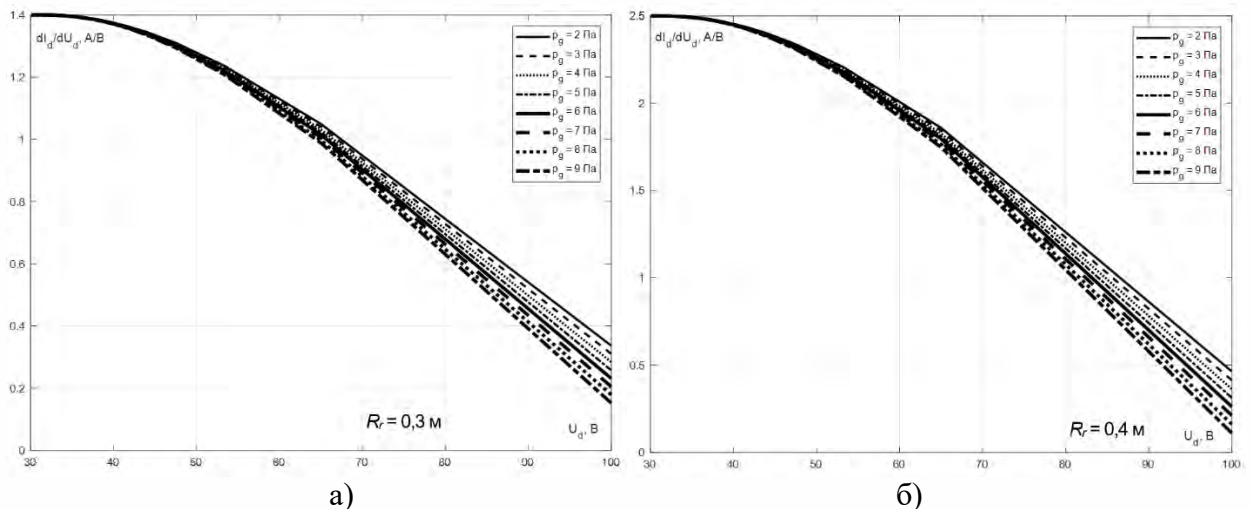 1.4
dI_d/dU_d, А/В
1.2
1
0.8
0.6
0.4
0.2
0
p_g = 2 Па
p_g = 3 Па
p_g = 4 Па
p_g = 5 Па
p_g = 6 Па
p_g = 7 Па
p_g = 8 Па
p_g = 9 Па
R_r = 0,3 м
U_d, В
30 40 50 60 70 80 90 100
а)
2.5
dI_d/dU_d, А/В
2
1.5
1
0.5
0
p_g = 2 Па
p_g = 3 Па
p_g = 4 Па
p_g = 5 Па
p_g = 6 Па
p_g = 7 Па
p_g = 8 Па
p_g = 9 Па
R_r = 0,4 м
U_d, В
30 40 50 60 70 80 90 100
б)